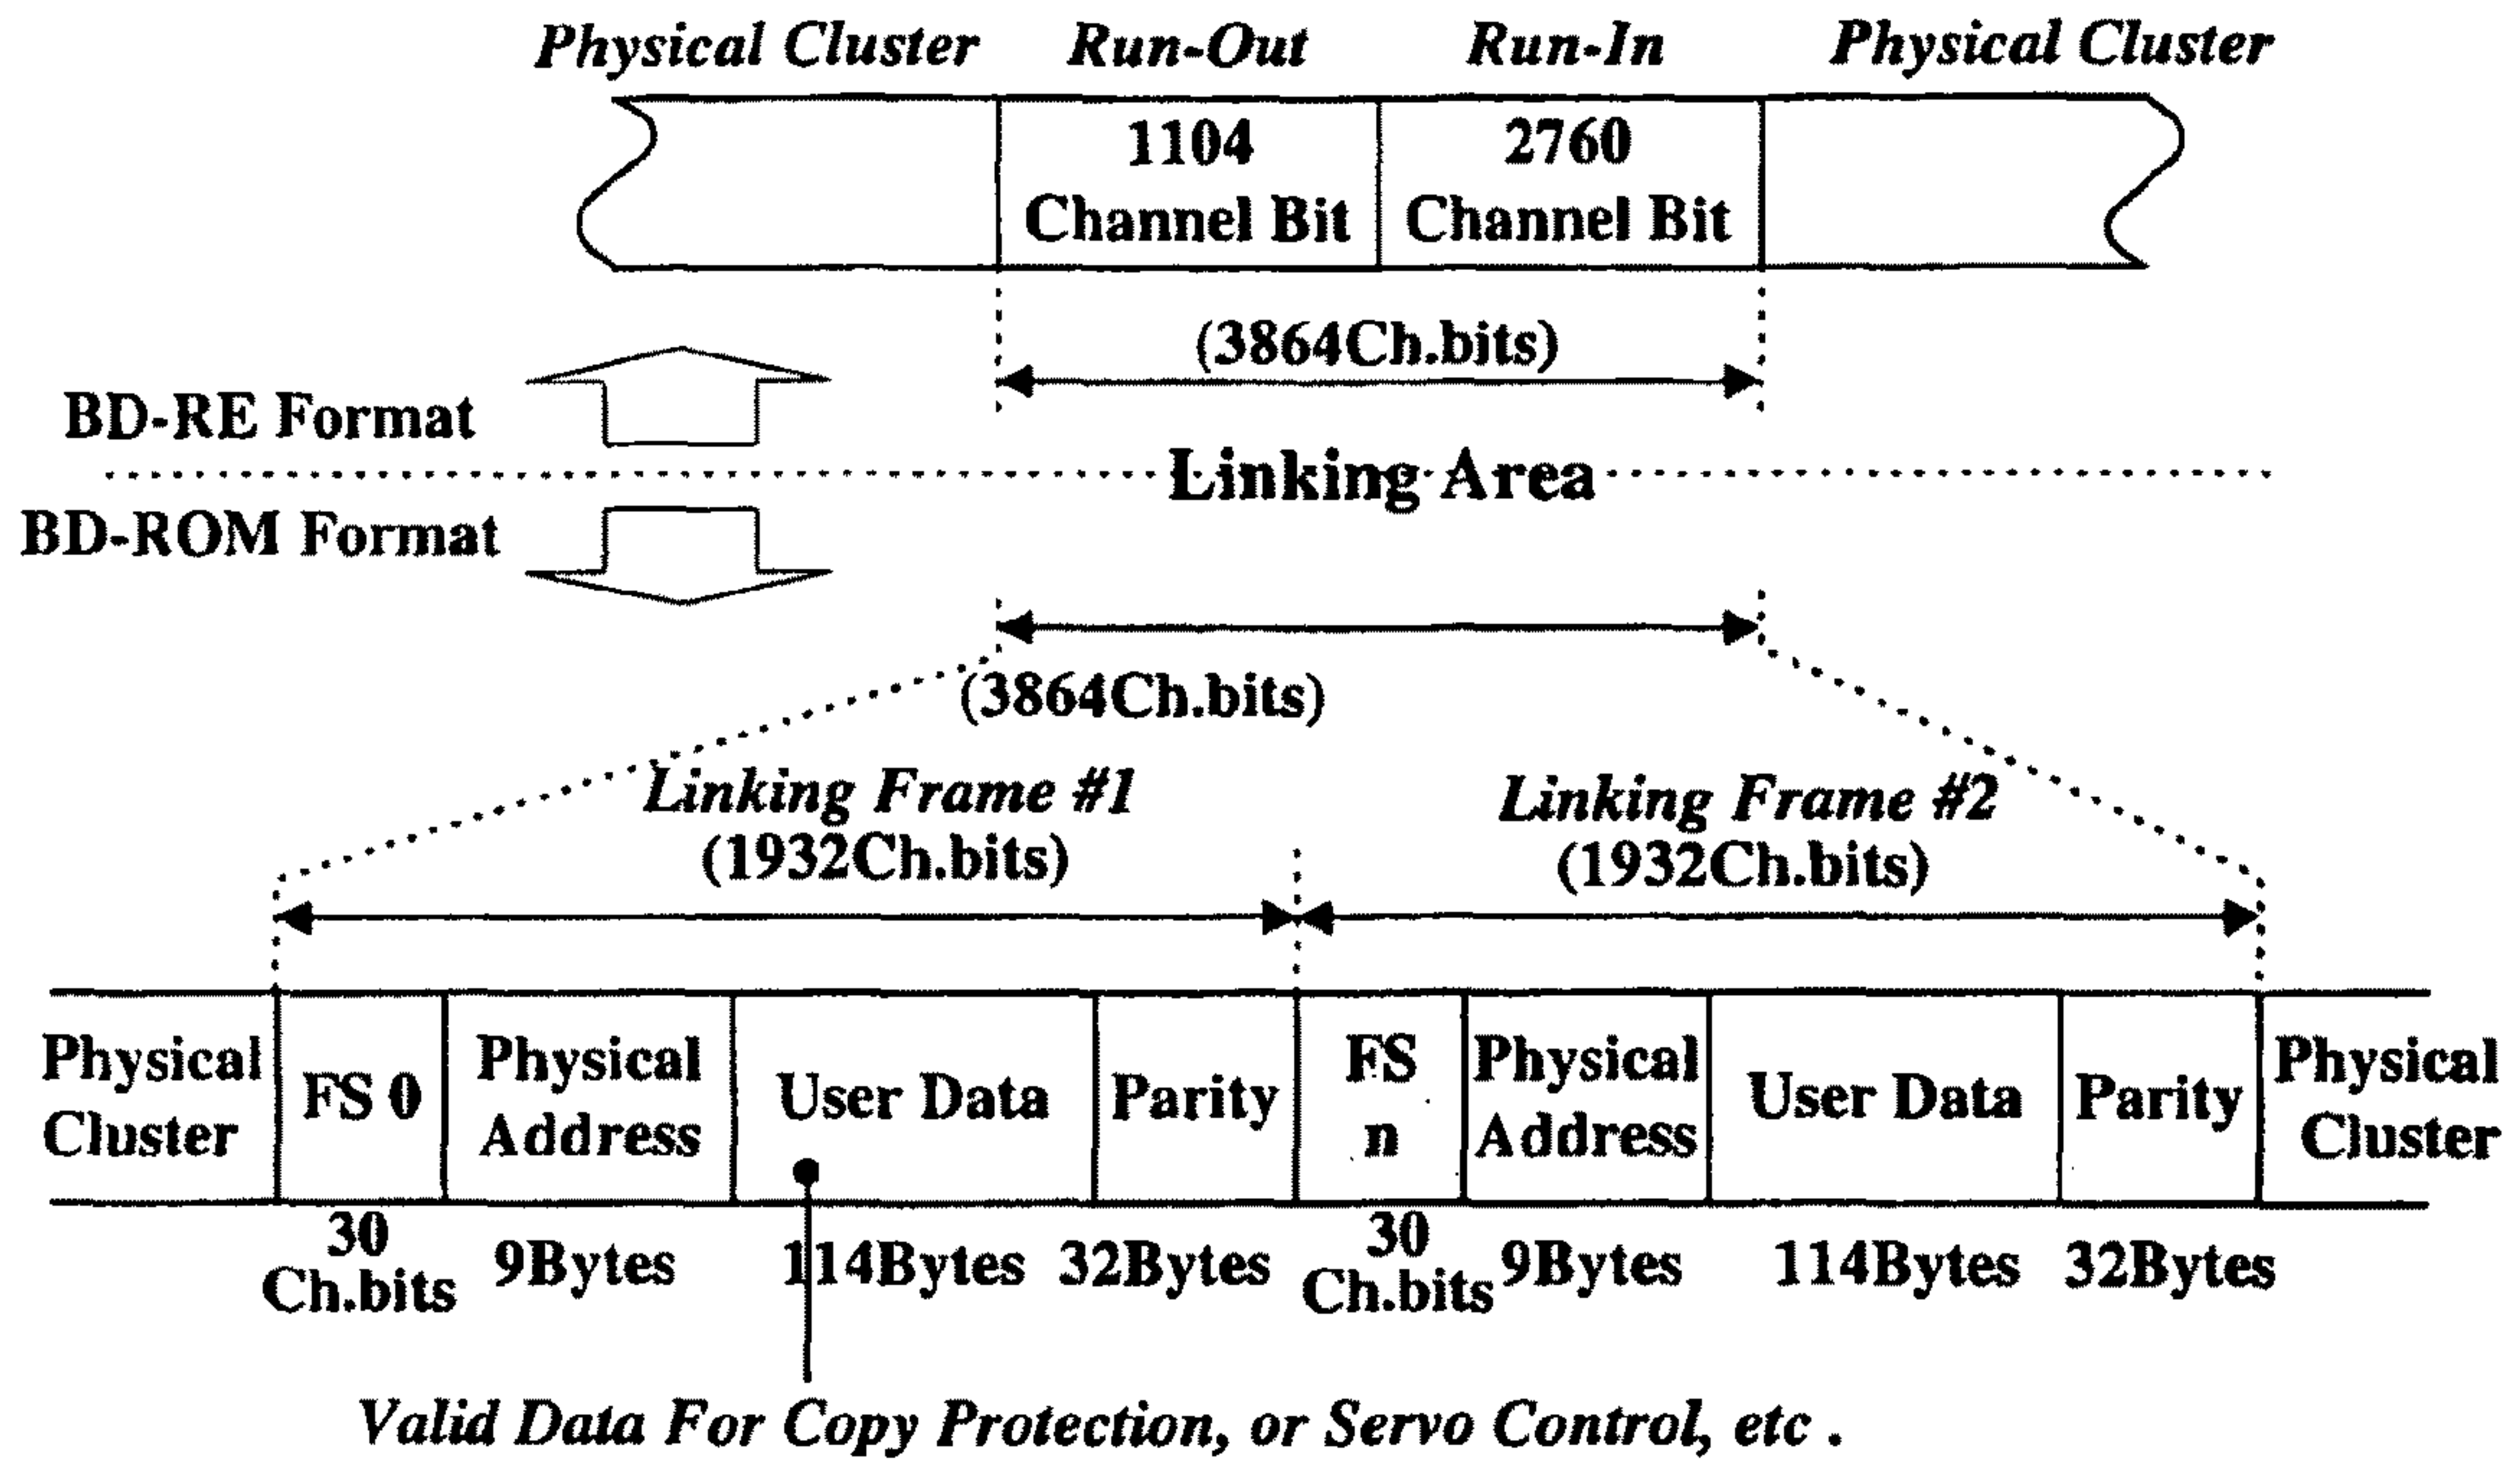 Physical Cluster Run-Out Run-In Physical Cluster
1104 2760
Channel Bit Channel Bit
(3864Ch.bits)
BD-RE Format
Linking Area
BD-ROM Format
(3864Ch.bits)
Linking Frame #1 Linking Frame #2
(1932Ch.bits) (1932Ch.bits)
Physical Cluster
FS 0
Physical Address
User Data
Parity
FS n
Physical Address
User Data
Parity
Physical Cluster
30 Ch.bits
9Bytes
114Bytes
32Bytes
30 Ch.bits
9Bytes
114Bytes
32Bytes
Valid Data For Copy Protection, or Servo Control, etc .